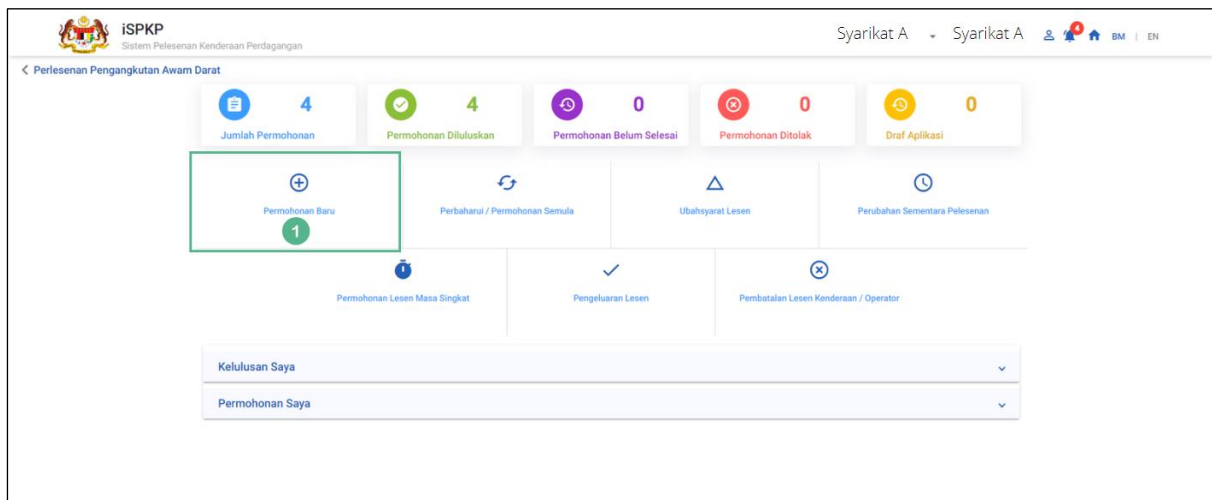 iSPKP
Sistem Pelesenan Kenderaan Perdagangan
Syarikat A Syarikat A 4 BM | EN
Perlesenan Pengangkutan Awam Darat
4 4 0 0 0
Jumlah Permohonan Permohonan Diluluskan Permohonan Belum Selesai Permohonan Ditolak Draf Aplikasi
Permohonan Baru Perbaharui / Permohonan Semula Ubahsyarat Lesen Perubahan Sementara Pelesenan
1
Permohonan Lesen Masa Singkat Pengeluaran Lesen Pembatalan Lesen Kenderaan / Operator
Kelulusan Saya
Permohonan Saya